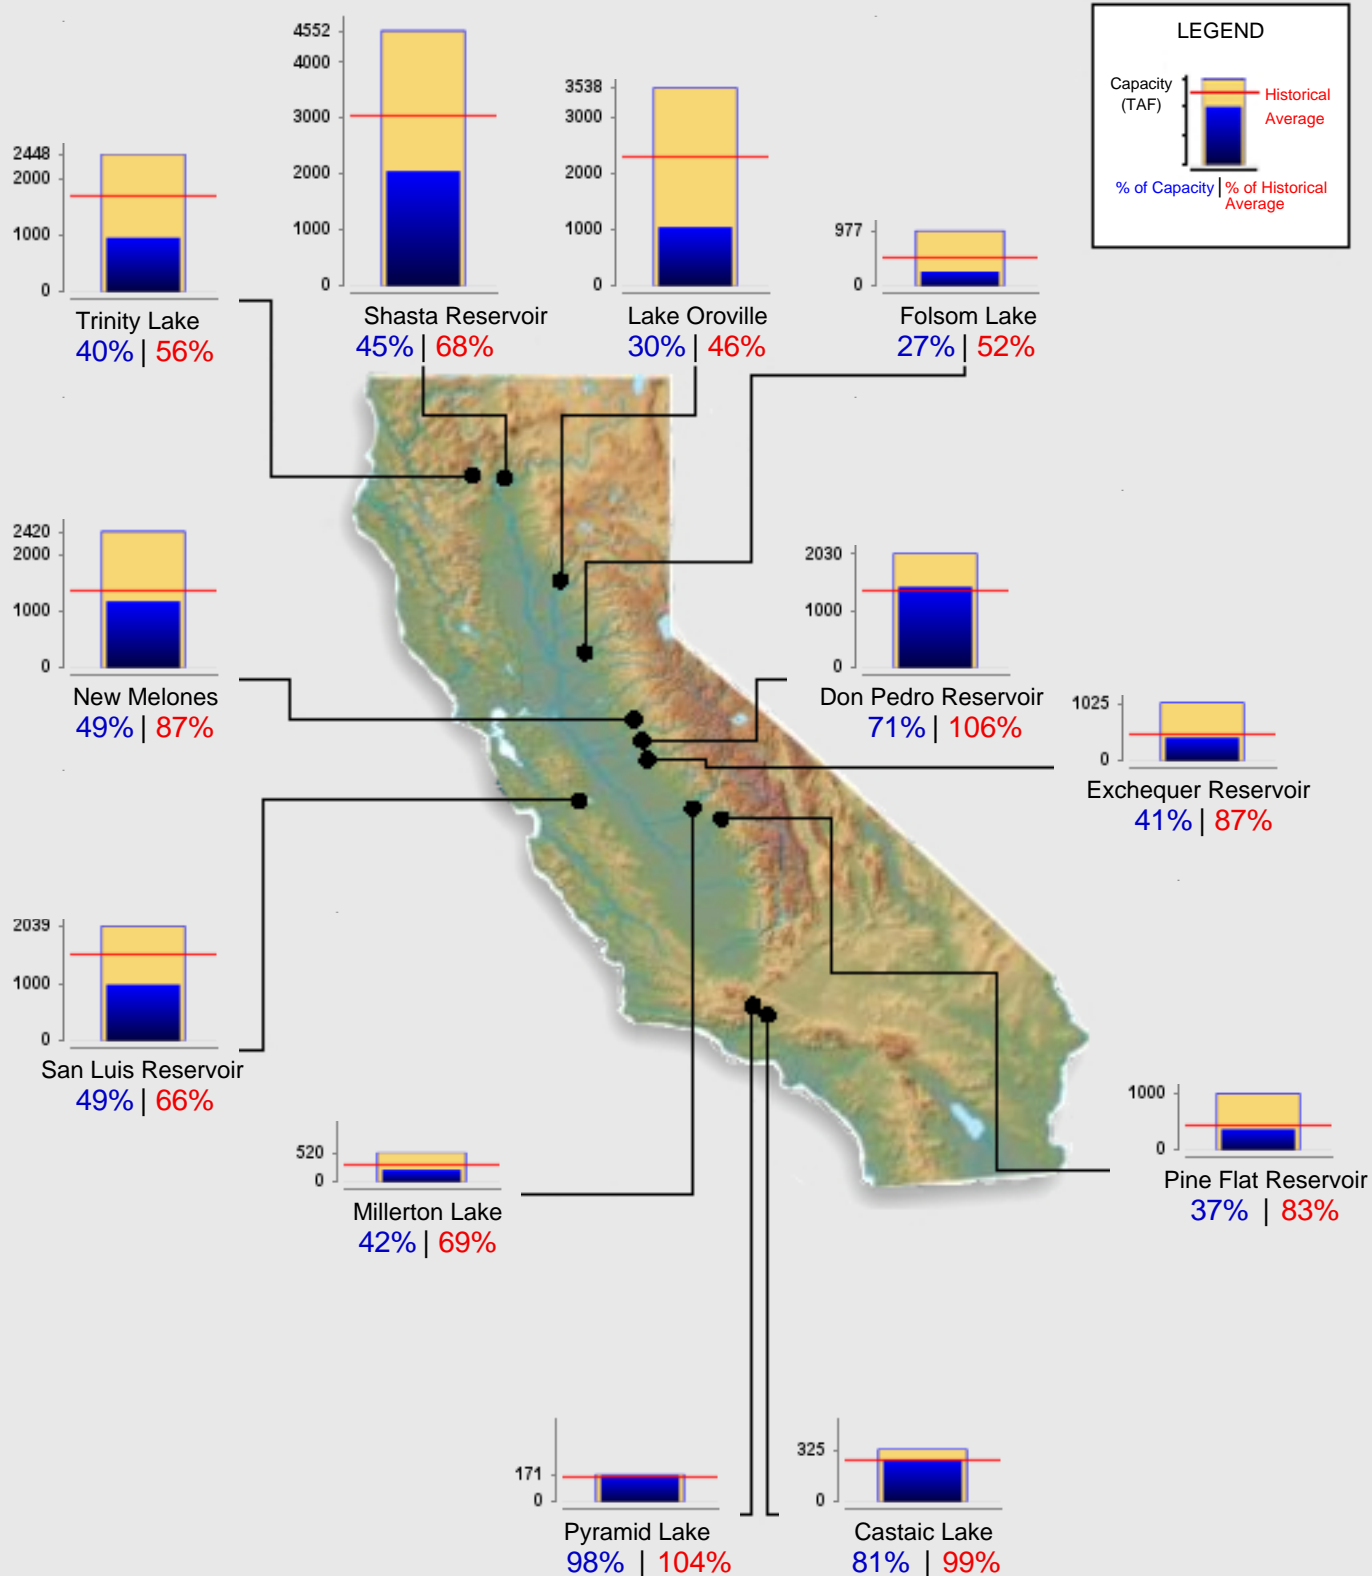 LEGEND
Capacity
(TAF)
Historical
Average
% of Capacity | % of Historical
Average
4552
4000
3000
2000
1000
0
Shasta Reservoir
45% | 68%
3538
3000
2000
1000
0
Lake Oroville
30% | 46%
2448
2000
1000
0
Trinity Lake
40% | 56%
977
0
Folsom Lake
27% | 52%
2420
2000
1000
0
New Melones
49% | 87%
2030
1000
0
Don Pedro Reservoir
71% | 106%
1025
0
Exchequer Reservoir
41% | 87%
2039
1000
0
San Luis Reservoir
49% | 66%
520
0
Millerton Lake
42% | 69%
1000
0
Pine Flat Reservoir
37% | 83%
171
0
Pyramid Lake
98% | 104%
325
0
Castaic Lake
81% | 99%